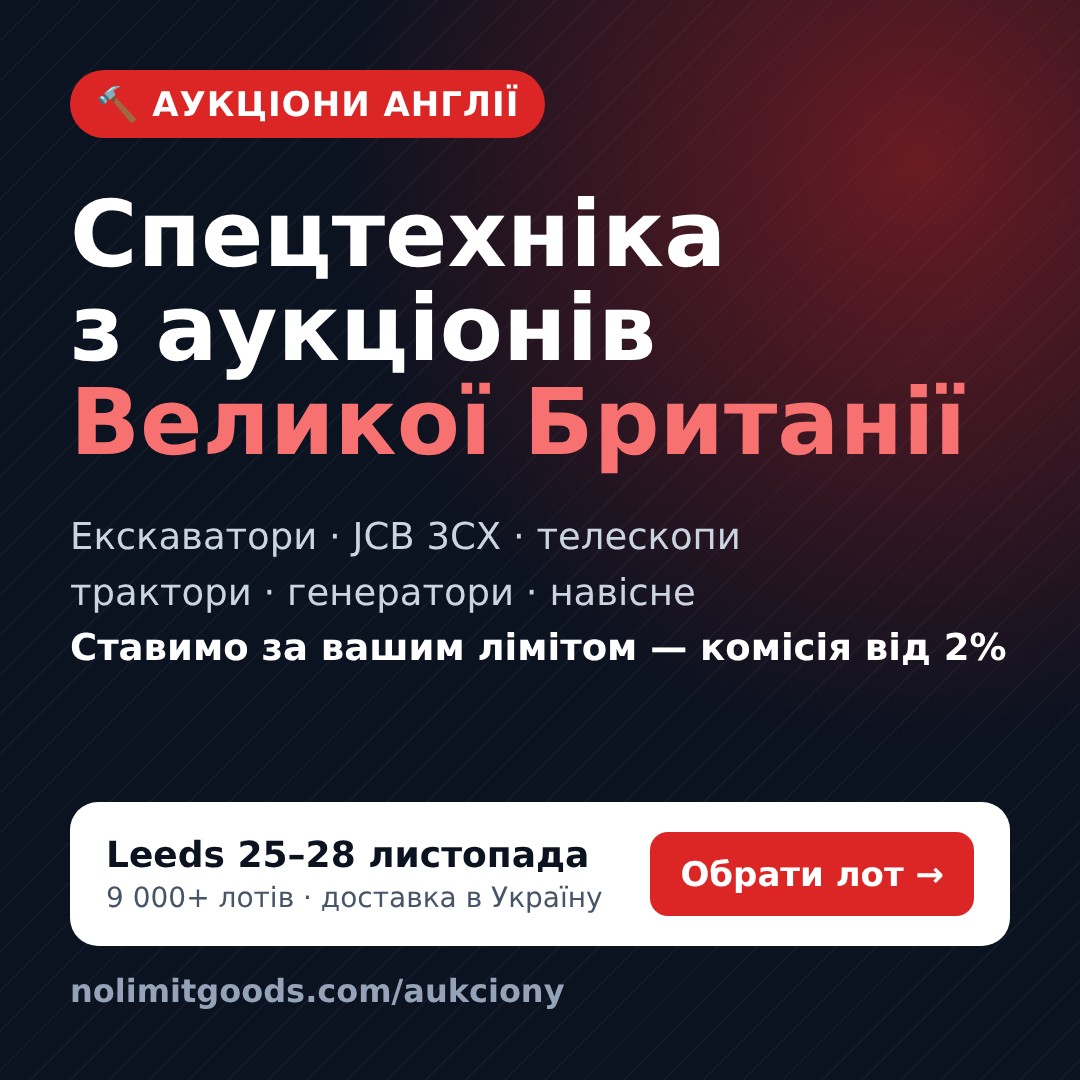 🔨 АУКЦІОНИ АНГЛІЇ
Спецтехніка
з аукціонів
Великої Британії
Екскаватори · JCB 3CX · телескопи
трактори · генератори · навісне
Ставимо за вашим лімітом — комісія від 2%
Leeds 25–28 листопада
9 000+ лотів · доставка в Україну
Обрати лот →
nolimitgoods.com/aukciony